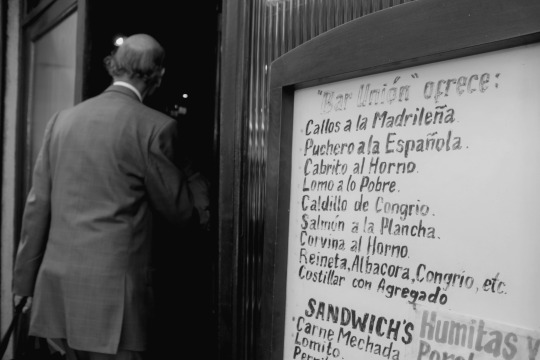 "Bar Unión" ofrece:
Callos a la Madrileña.
Puchero a la Española.
Cabrito al Horno.
Lomo a lo Pobre.
Caldillo de Congrio.
Salmón a la Plancha.
Corvina al Horno.
Reineta, Albacora, Congrio, etc.
Costillar con Agregado
SANDWICH'S
Carne Mechada
Lomito
Humitas y